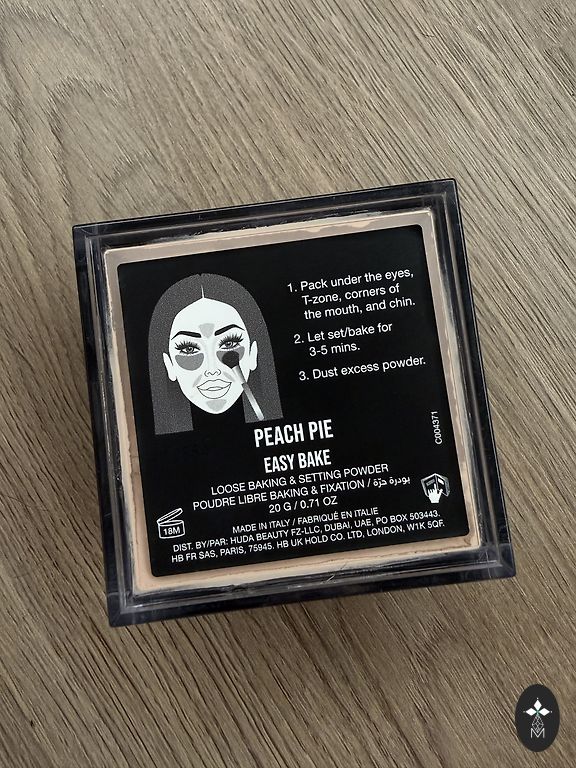 1. Pack under the eyes,
T-zone, corners of
the mouth, and chin.
2. Let set/bake for
3-5 mins.
3. Dust excess powder.
PEACH PIE
EASY BAKE
LOOSE BAKING & SETTING POWDER
POUDRE LIBRE BAKING & FIXATION / بودرة حرّة
20 G / 0.71 OZ
C004371
18M
MADE IN ITALY / FABRIQUÉ EN ITALIE
DIST. BY/PAR: HUDA BEAUTY FZ-LLC, DUBAI, UAE, PO BOX 503443.
HB FR SAS, PARIS, 75945. HB UK HOLD CO. LTD, LONDON, W1K 5QF.
M